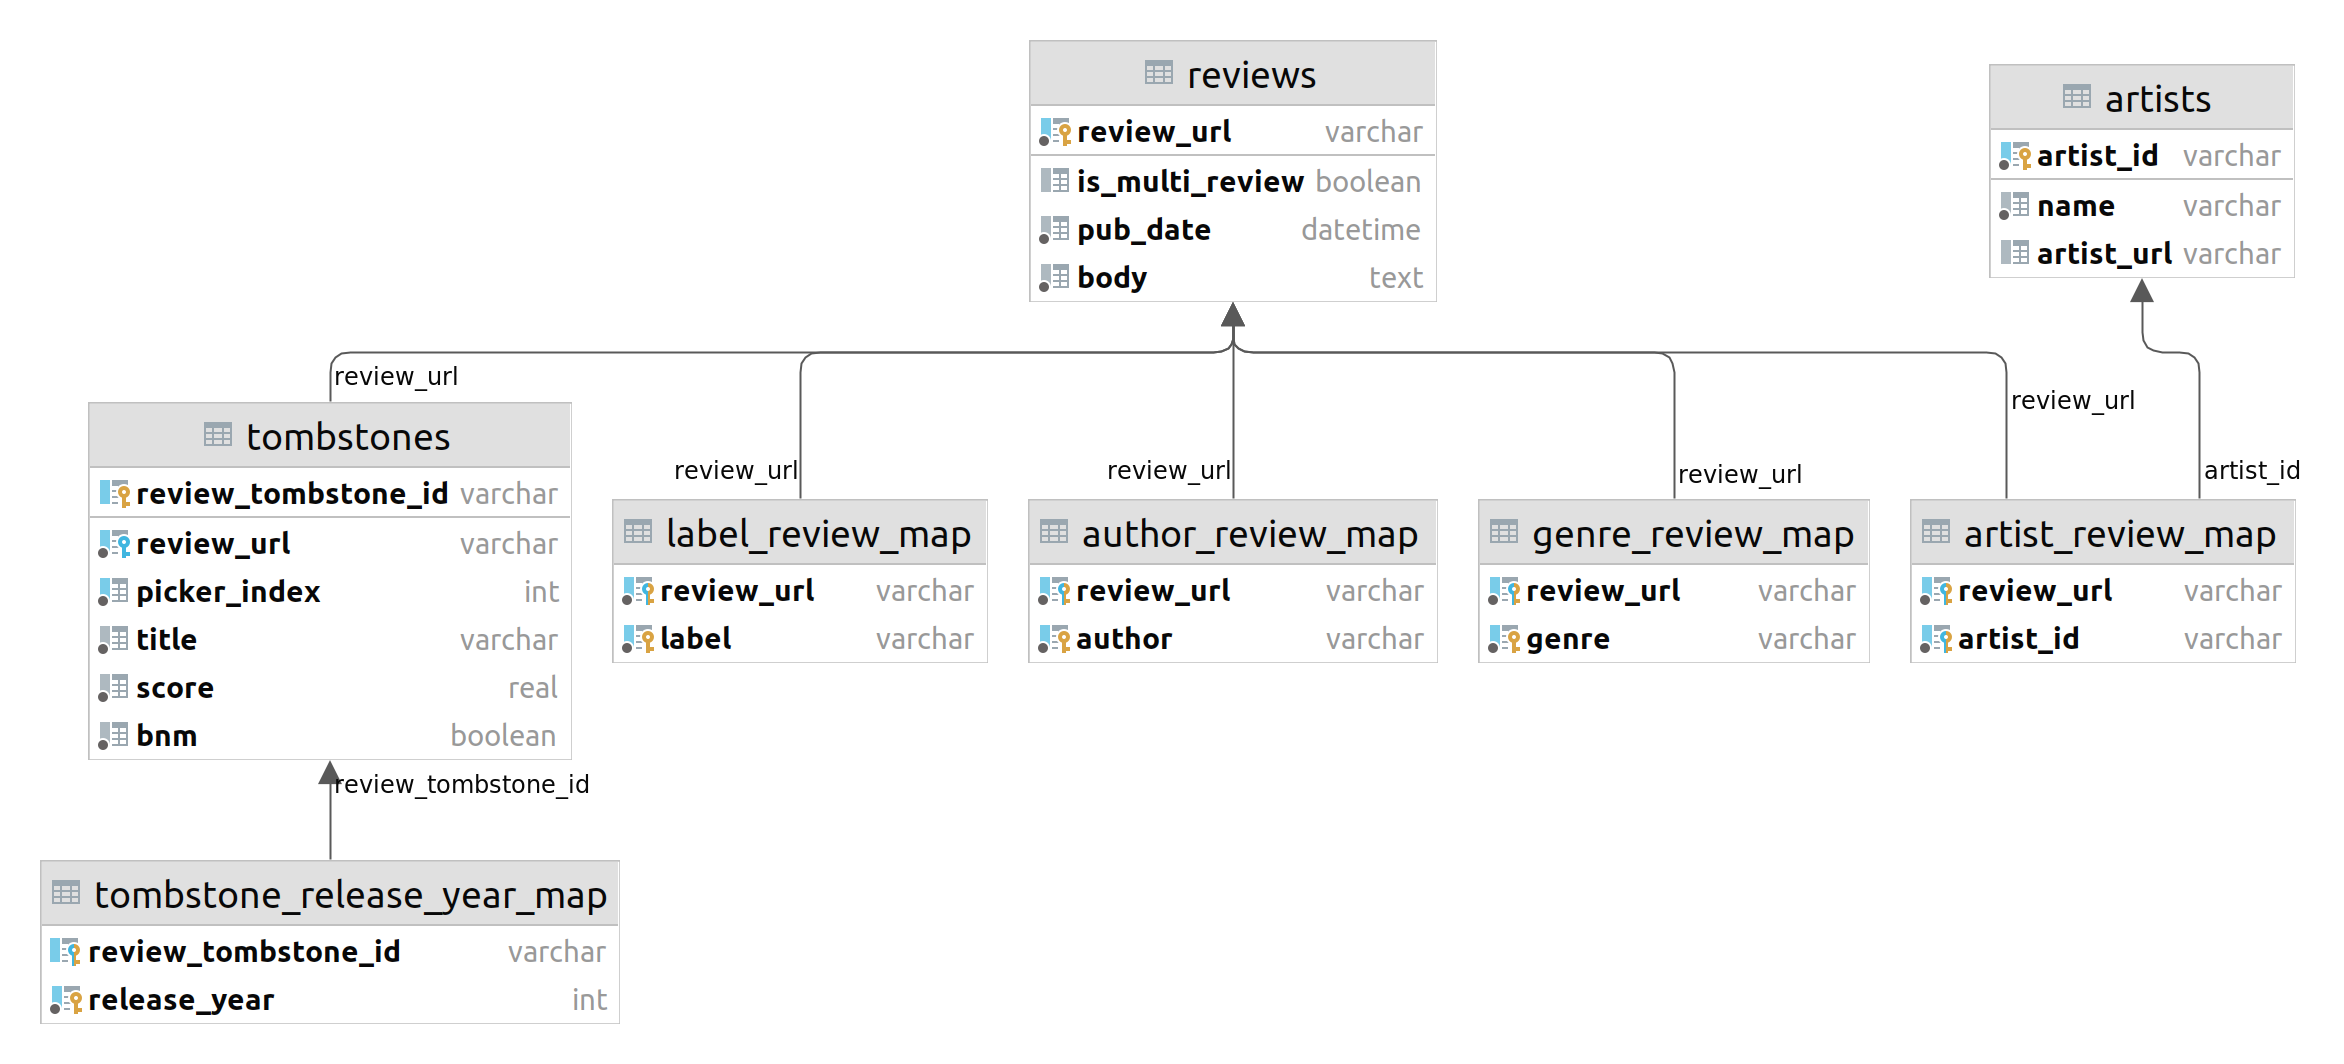 reviews
review_url varchar
is_multi_review boolean
pub_date datetime
body text
artists
artist_id varchar
name varchar
artist_url varchar
review_url
review_url
review_url
review_url
review_url
artist_id
tombstones
review_tombstone_id varchar
review_url varchar
picker_index int
title varchar
score real
bnm boolean
label_review_map
review_url varchar
label varchar
author_review_map
review_url varchar
author varchar
genre_review_map
review_url varchar
genre varchar
artist_review_map
review_url varchar
artist_id varchar
review_tombstone_id
tombstone_release_year_map
review_tombstone_id varchar
release_year int